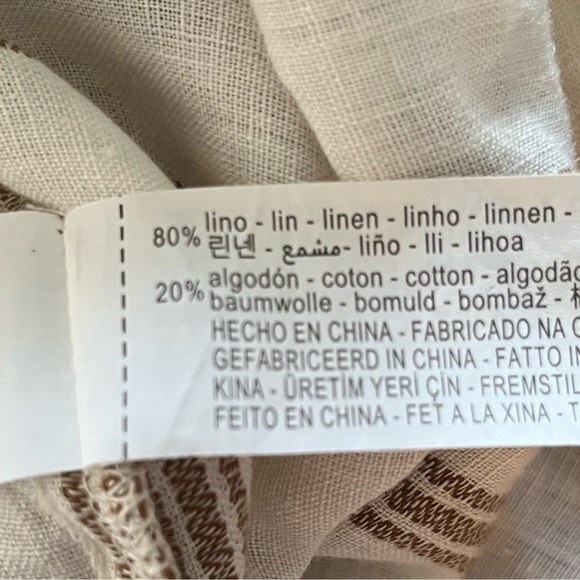 80% lino - lin - linen - linho - linnen -
린넨 - مشمع - liño - lli - lihoa
20% algodón - coton - cotton - algodão
baumwolle - bomuld - bombaž -
HECHO EN CHINA - FABRICADO NA
GEFABRICEERD IN CHINA - FATTO IN
KINA - ÜRETİM YERİ ÇİN -
FEITO EN CHINA - FET A LA XINA -